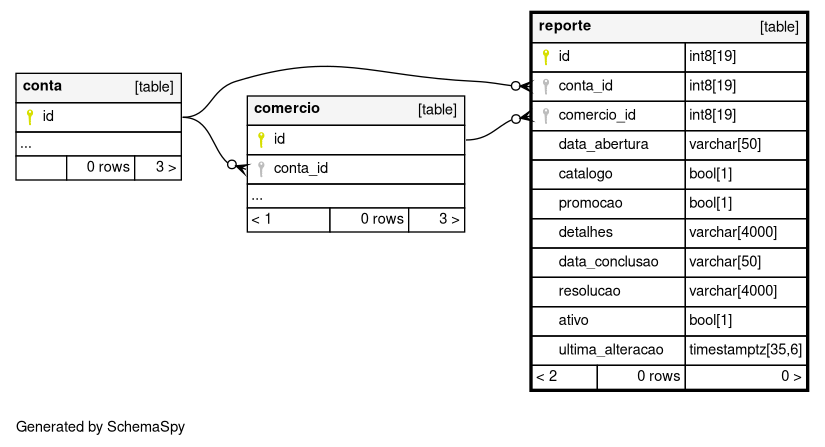 conta [table]
id
...
0 rows 3 >
comercio [table]
id
conta_id
...
< 1 0 rows 3 >
reporte [table]
id int8[19]
conta_id int8[19]
comercio_id int8[19]
data_abertura varchar[50]
catalogo bool[1]
promocao bool[1]
detalhes varchar[4000]
data_conclusao varchar[50]
resolucao varchar[4000]
ativo bool[1]
ultima_alteracao timestamptz[35,6]
< 2 0 rows 0 >
Generated by SchemaSpy